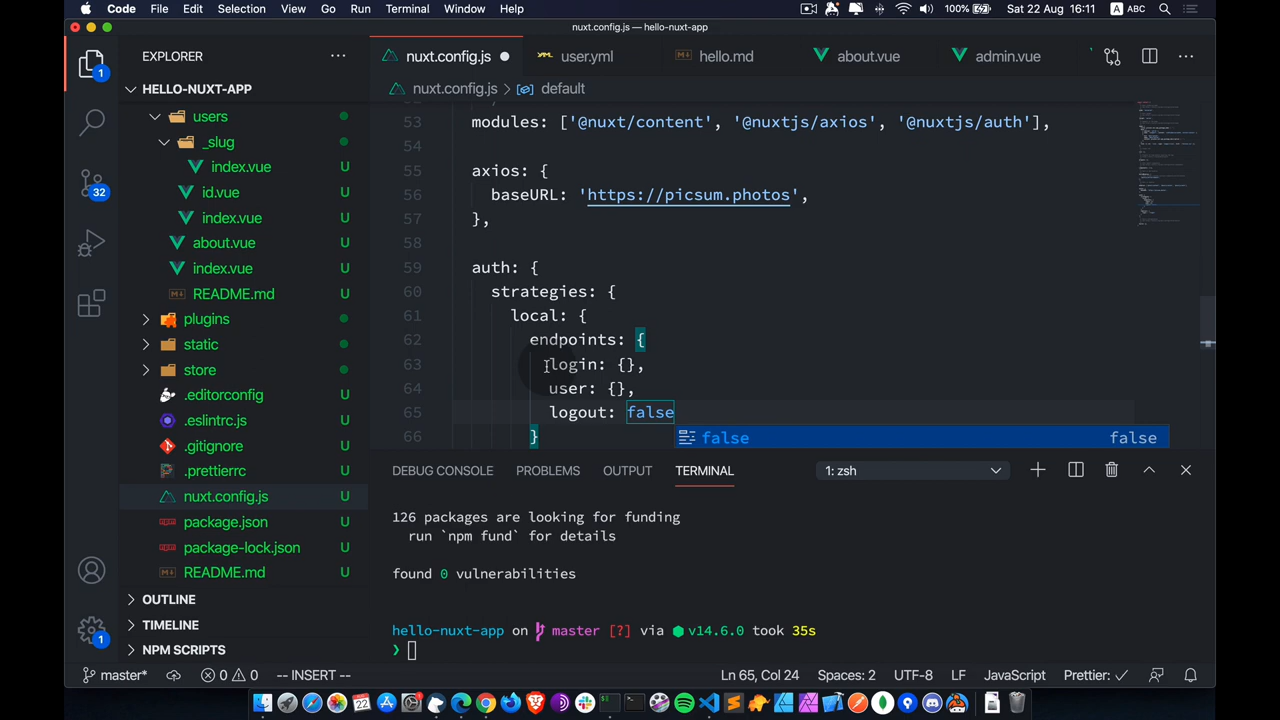 Code File Edit Selection View Go Run Terminal Window Help 100% Sat 22 Aug 16:11 A ABC
nuxt.config.js — hello-nuxt-app
EXPLORER
nuxt.config.js user.yml hello.md about.vue admin.vue
HELLO-NUXT-APP
nuxt.config.js > default
users
_slug
index.vue U
id.vue U
index.vue U
about.vue U
index.vue U
README.md U
plugins
static
store
.editorconfig U
.eslintrc.js U
.gitignore U
.prettierrc U
nuxt.config.js U
package.json U
package-lock.json U
README.md U
OUTLINE
TIMELINE
NPM SCRIPTS
1
32
1
53 modules: ['@nuxt/content', '@nuxtjs/axios', '@nuxtjs/auth'],
54
55 axios: {
56 baseURL: 'https://picsum.photos',
57 },
58
59 auth: {
60 strategies: {
61 local: {
62 endpoints: {
63 login: {},
64 user: {},
65 logout: false
66 }
false false
DEBUG CONSOLE PROBLEMS OUTPUT TERMINAL 1: zsh
126 packages are looking for funding
run `npm fund` for details
found 0 vulnerabilities
hello-nuxt-app on master [?] via v14.6.0 took 35s
❯
master* 0 0 -- INSERT -- Ln 65, Col 24 Spaces: 2 UTF-8 LF JavaScript Prettier: ✓